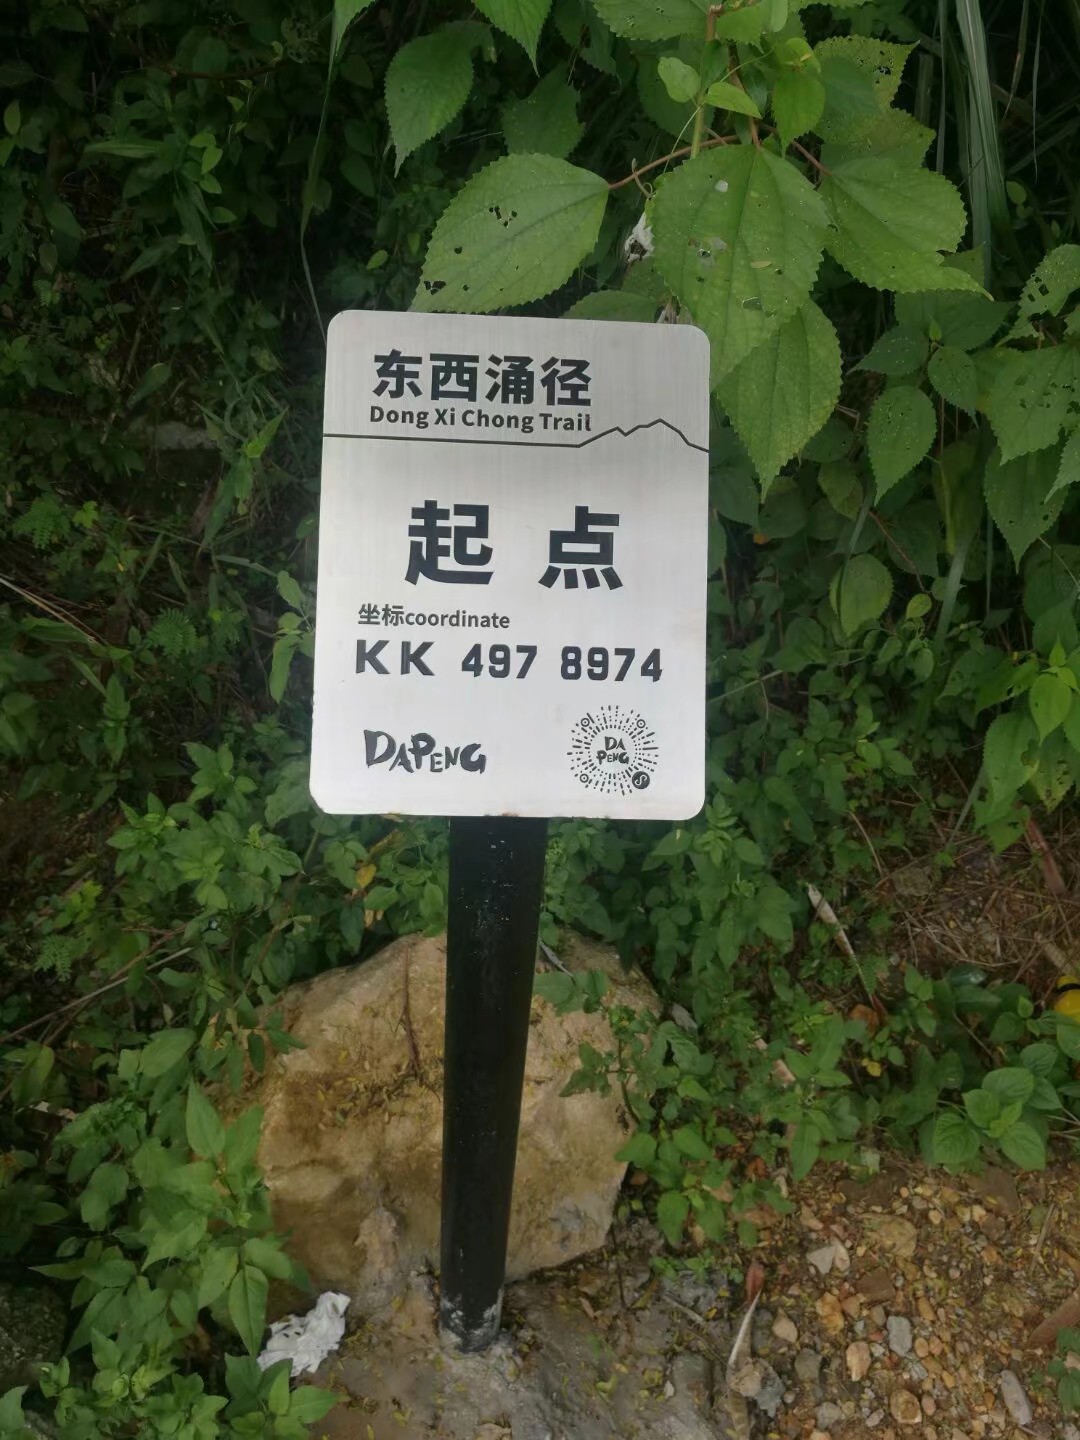 东西涌径
Dong Xi Chong Trail
起点
坐标coordinate
KK 497 8974
DAPENG
DA
PENG